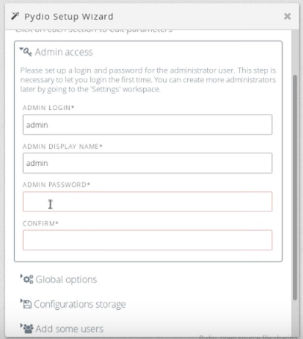 Pydio Setup Wizard
Click on each section to edit parameters
Admin access
Please set up a login and password for the administrator user. This step is
necessary to let you login the first time. You can create more administrators
later by going to the 'Settings' workspace.
ADMIN LOGIN*
admin
ADMIN DISPLAY NAME*
admin
ADMIN PASSWORD*
CONFIRM*
Global options
Configurations storage
Add some users